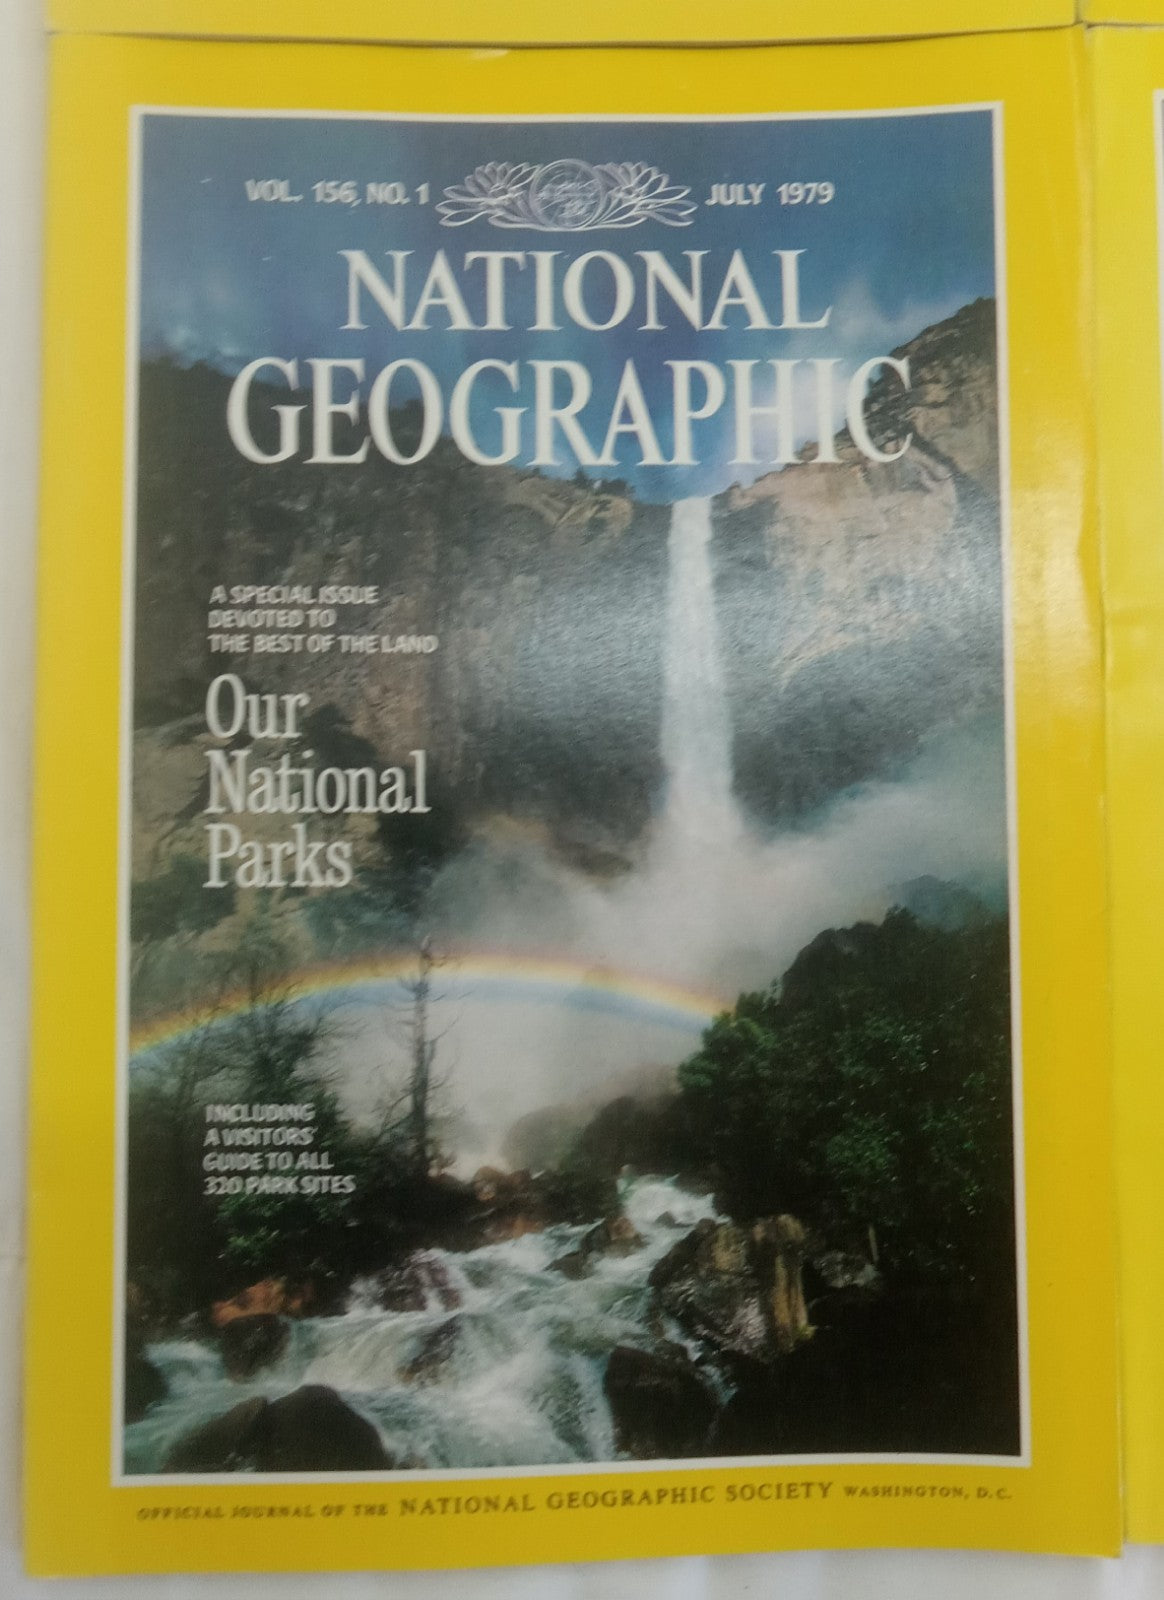 VOL. 156, NO. 1 JULY 1979
NATIONAL
GEOGRAPHIC
A SPECIAL ISSUE
DEVOTED TO
THE BEST OF THE LAND
Our
National
Parks
INCLUDING
A VISITORS'
GUIDE TO ALL
320 PARK SITES
OFFICIAL JOURNAL OF THE NATIONAL GEOGRAPHIC SOCIETY WASHINGTON, D.C.